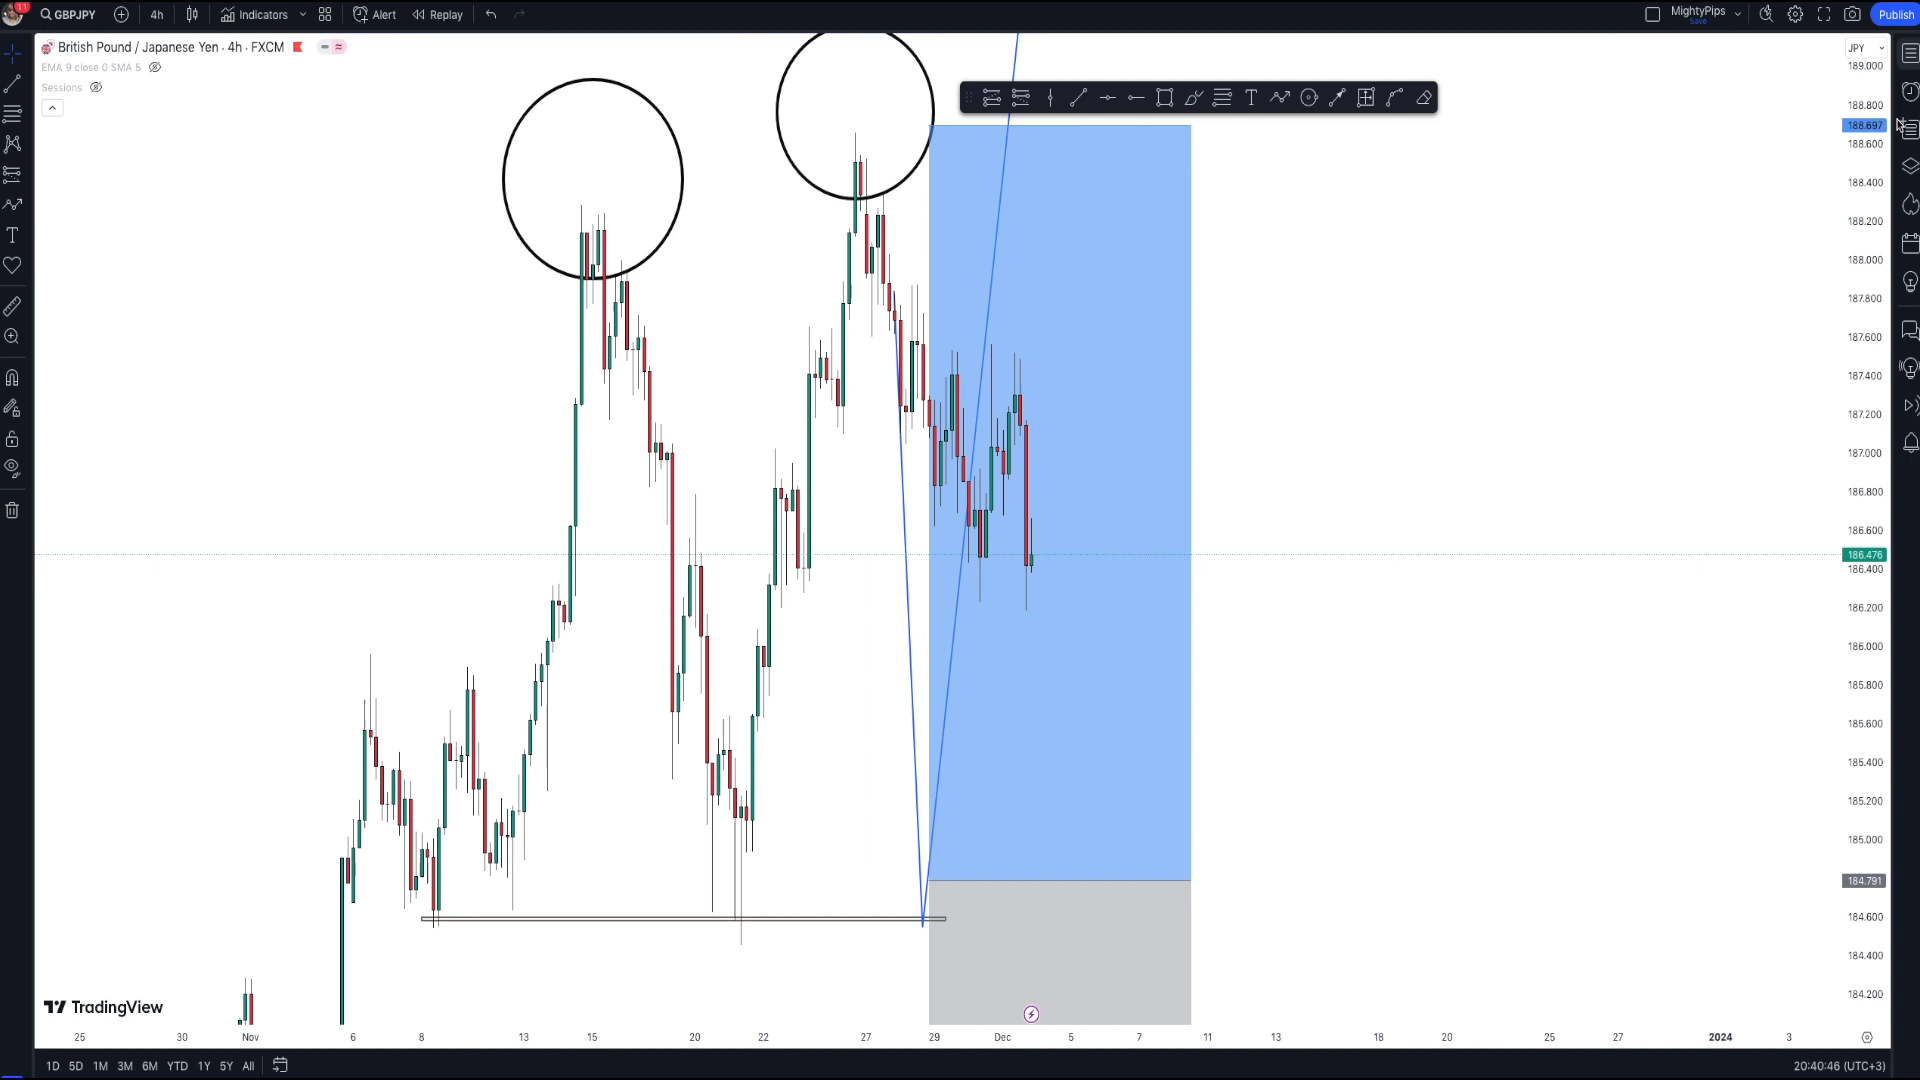 11
GBPJPY
4h
Indicators
Alert
Replay
MightyPips
Save
Publish
British Pound / Japanese Yen · 4h · FXCM
EMA 9 close 0 SMA 5
Sessions
JPY
189.000
188.800
188.697
188.600
188.400
188.200
188.000
187.800
187.600
187.400
187.200
187.000
186.800
186.600
186.476
186.400
186.200
186.000
185.800
185.600
185.400
185.200
185.000
184.791
184.600
184.400
184.200
TradingView
25 30 Nov 6 8 13 15 20 22 27 29 Dec 5 7 11 13 18 20 25 27 2024 3
1D 5D 1M 3M 6M YTD 1Y 5Y All
20:40:46 (UTC+3)